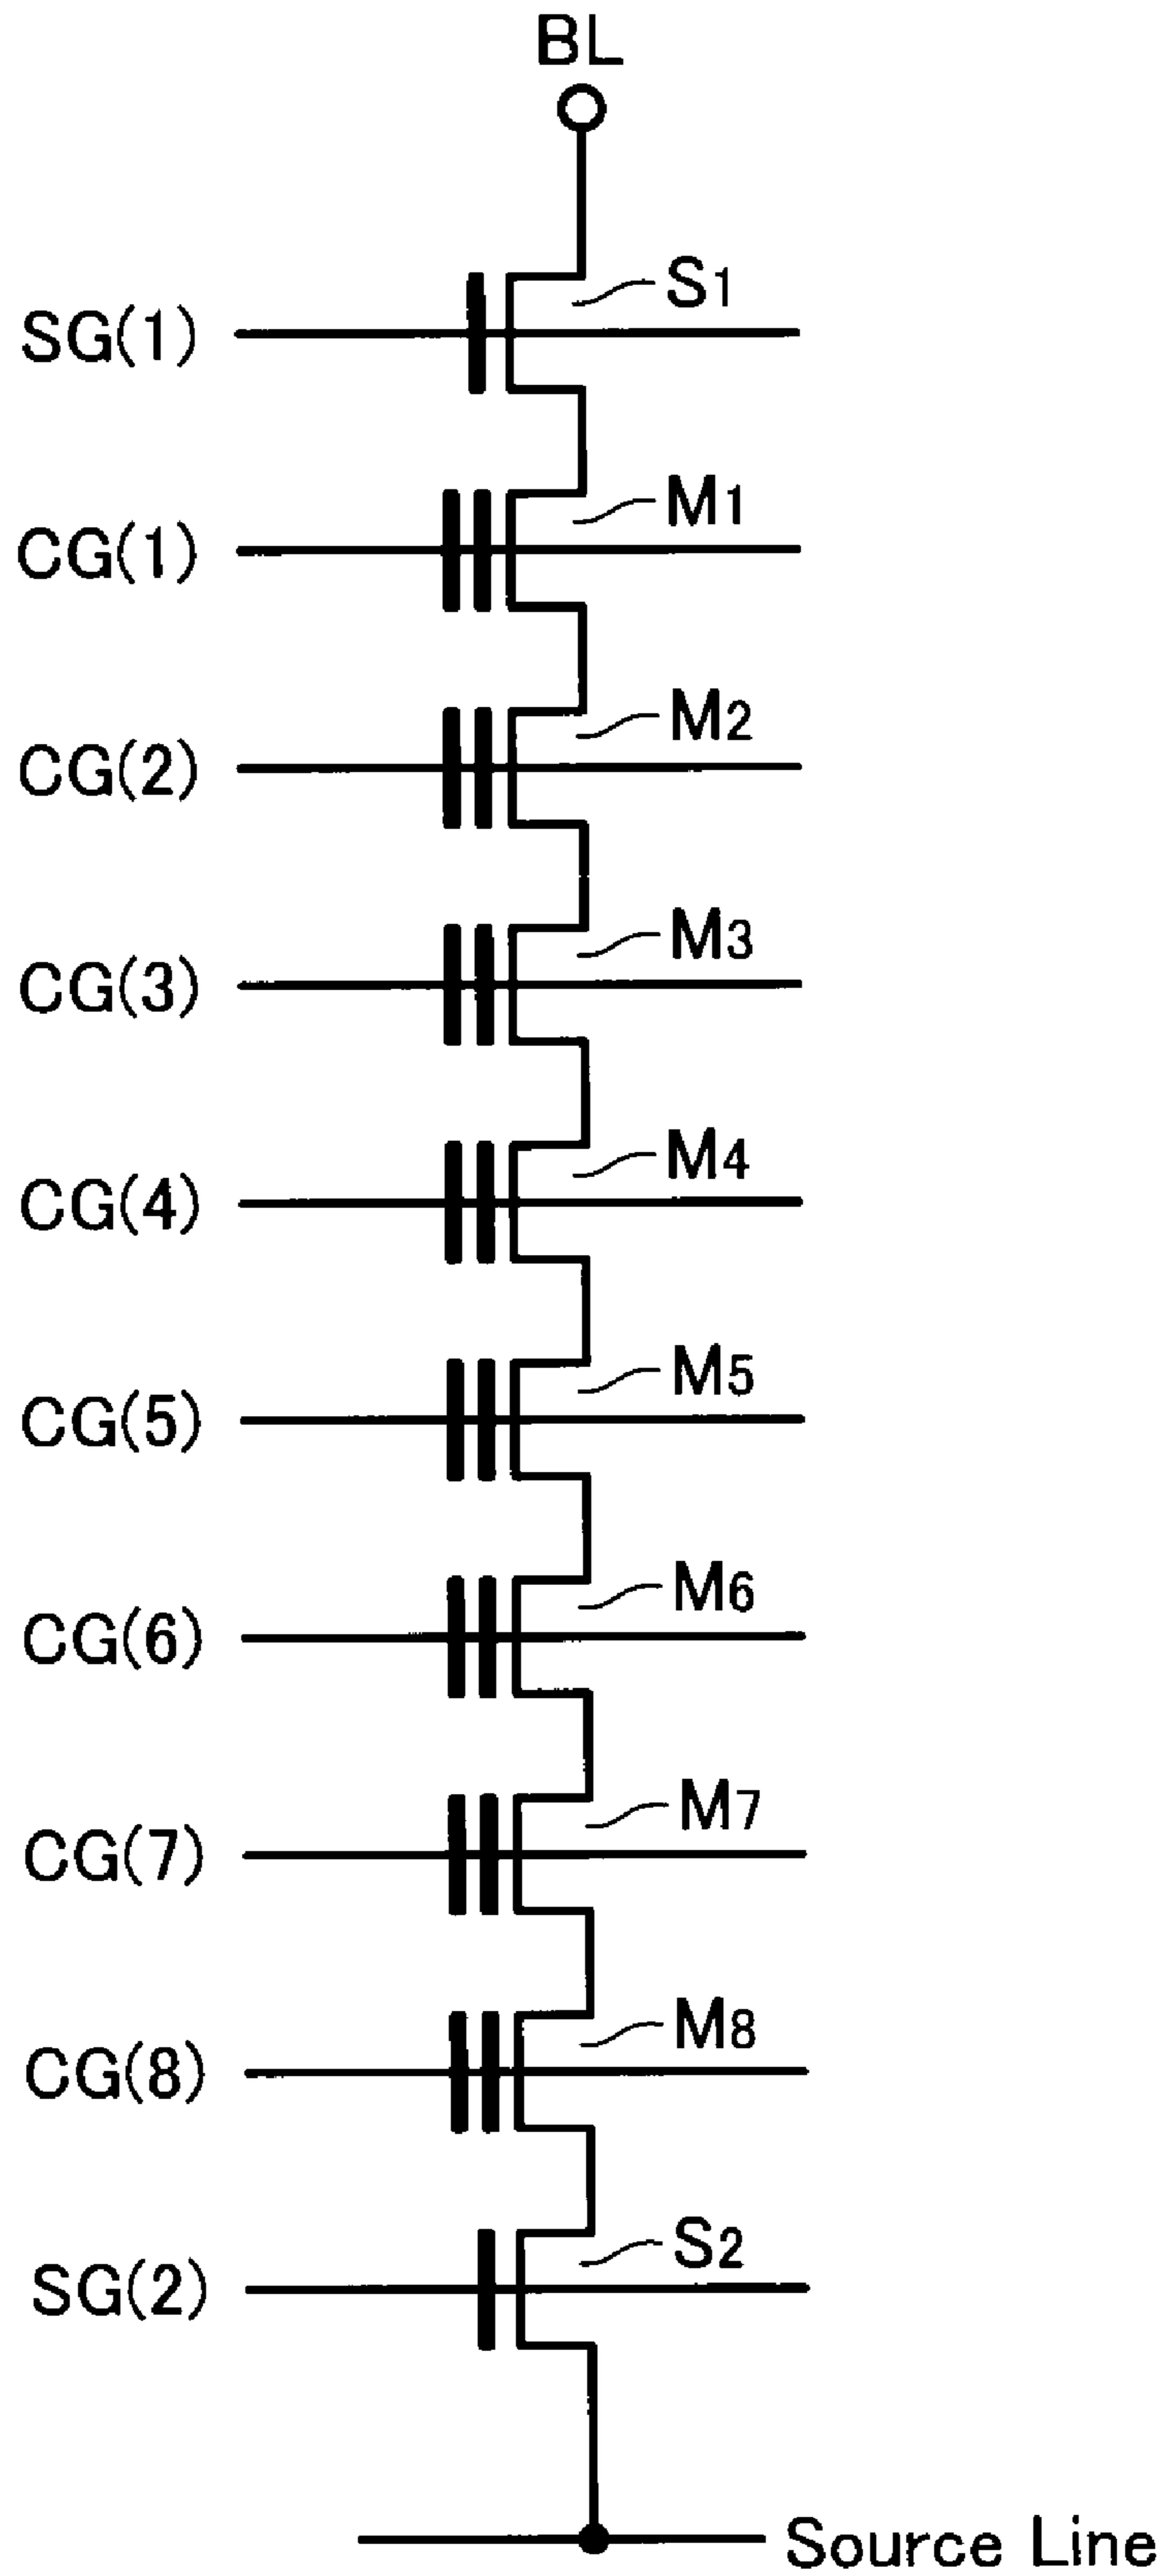 BL
SG(1)
S1
CG(1)
M1
CG(2)
M2
CG(3)
M3
CG(4)
M4
CG(5)
M5
CG(6)
M6
CG(7)
M7
CG(8)
M8
SG(2)
S2
Source Line